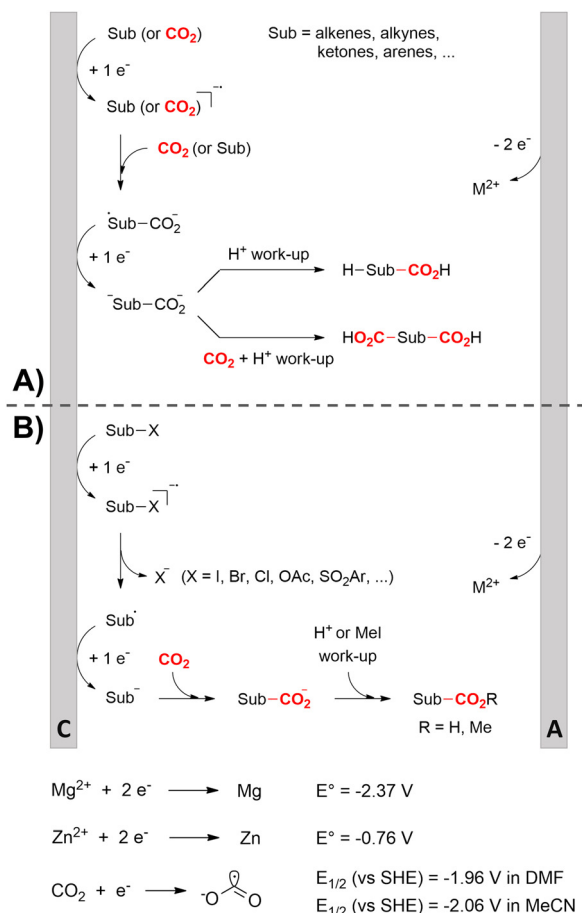 Sub (or CO₂)
+ 1 e⁻
Sub (or CO₂) ⁻•
CO₂ (or Sub)
•Sub–CO₂⁻
+ 1 e⁻
⁻Sub–CO₂⁻
H⁺ work-up
H–Sub–CO₂H
HO₂C–Sub–CO₂H
CO₂ + H⁺ work-up
Sub = alkenes, alkynes,
ketones, arenes, ...
- 2 e⁻
M²⁺
A)
B)
Sub–X
+ 1 e⁻
Sub–X ⁻•
X⁻ (X = I, Br, Cl, OAc, SO₂Ar, ...)
- 2 e⁻
M²⁺
Sub•
+ 1 e⁻
Sub⁻
CO₂
Sub–CO₂⁻
H⁺ or MeI
work-up
Sub–CO₂R
R = H, Me
C
A
Mg²⁺ + 2 e⁻ → Mg E° = -2.37 V
Zn²⁺ + 2 e⁻ → Zn E° = -0.76 V
CO₂ + e⁻ → ⁻O • O E₁/₂ (vs SHE) = -1.96 V in DMF
E₁/₂ (vs SHE) = -2.06 V in MeCN